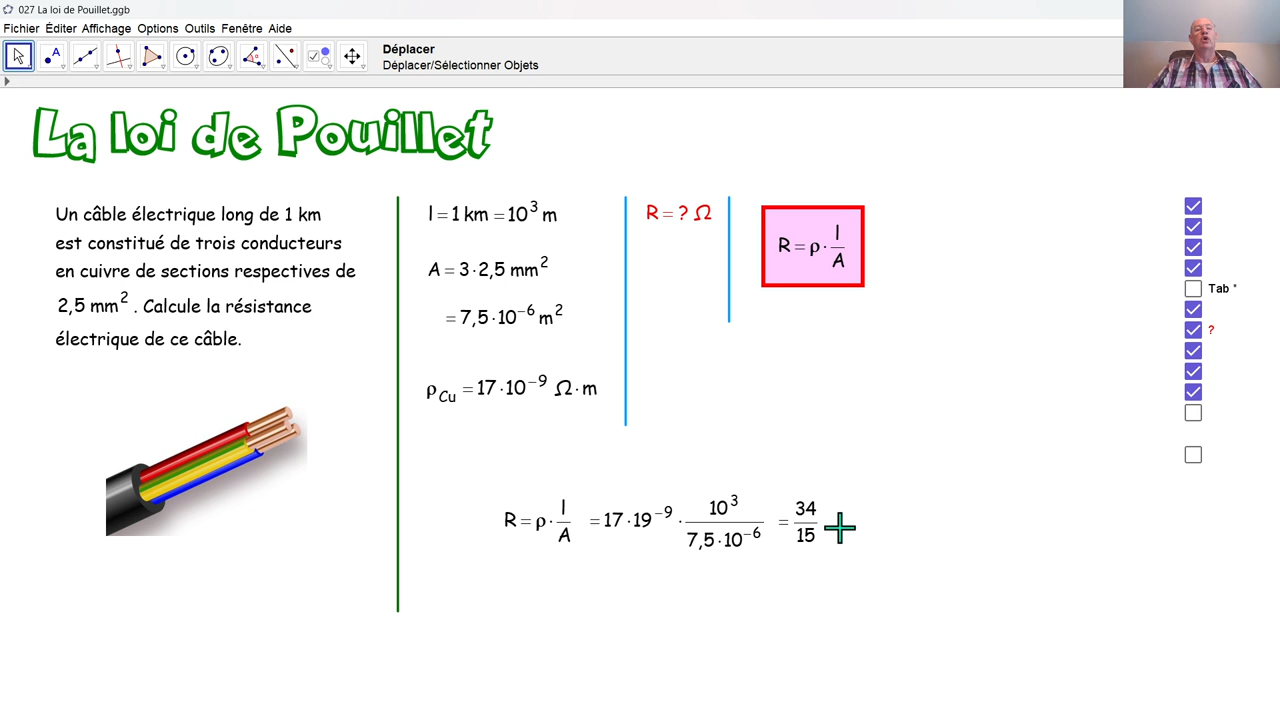 027 La loi de Pouillet.ggb
Fichier Éditer Affichage Options Outils Fenêtre Aide
Déplacer
Déplacer/Sélectionner Objets
La loi de Pouillet
Un câble électrique long de 1 km
est constitué de trois conducteurs
en cuivre de sections respectives de
2,5 mm² . Calcule la résistance
électrique de ce câble.
l = 1 km = 10³ m
A = 3 · 2,5 mm²
= 7,5 · 10⁻⁶ m²
ρ_Cu = 17 · 10⁻⁹ Ω · m
R = ? Ω
R = ρ · l/A
Tab *
?
R = ρ · l/A = 17 · 19⁻⁹ · 10³/(7,5 · 10⁻⁶) = 34/15